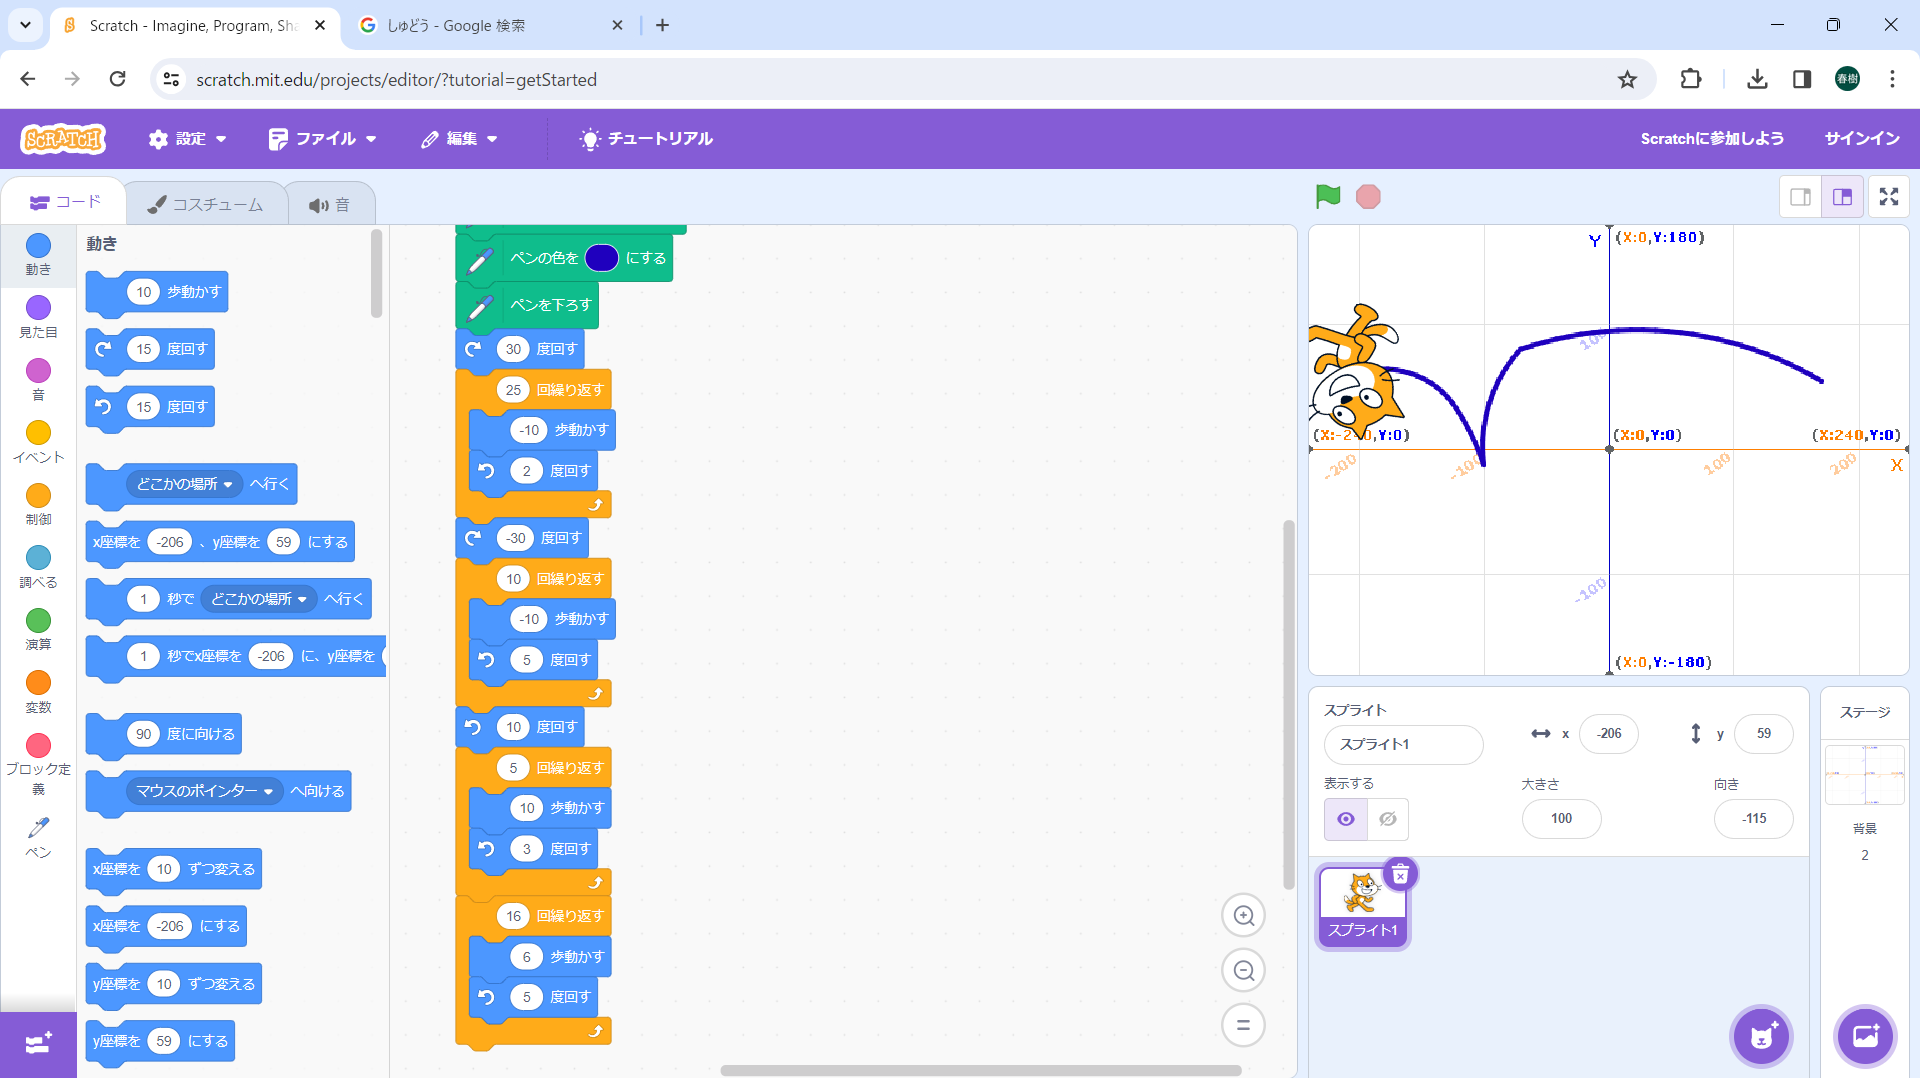 Scratch - Imagine, Program, Sha
しゅどう - Google 検索
scratch.mit.edu/projects/editor/?tutorial=getStarted
春樹
SCRATCH
設定
ファイル
編集
チュートリアル
Scratchに参加しよう
サインイン
コード
コスチューム
音
動き
見た目
音
イベント
制御
調べる
演算
変数
ブロック定義
ペン
動き
10 歩動かす
15 度回す
15 度回す
どこかの場所 へ行く
x座標を -206 、y座標を 59 にする
1 秒で どこかの場所 へ行く
1 秒でx座標を -206 に、y座標を
90 度に向ける
マウスのポインター へ向ける
x座標を 10 ずつ変える
x座標を -206 にする
y座標を 10 ずつ変える
y座標を 59 にする
ペンの色を にする
ペンを下ろす
30 度回す
25 回繰り返す
-10 歩動かす
2 度回す
-30 度回す
10 回繰り返す
-10 歩動かす
5 度回す
10 度回す
5 回繰り返す
10 歩動かす
3 度回す
16 回繰り返す
6 歩動かす
5 度回す
Y
(X:0,Y:180)
100
(X:-240,Y:0)
(X:0,Y:0)
(X:240,Y:0)
-200
-100
100
200
X
-100
(X:0,Y:-180)
スプライト
スプライト1
x
-206
y
59
表示する
大きさ
100
向き
-115
スプライト1
ステージ
背景
2